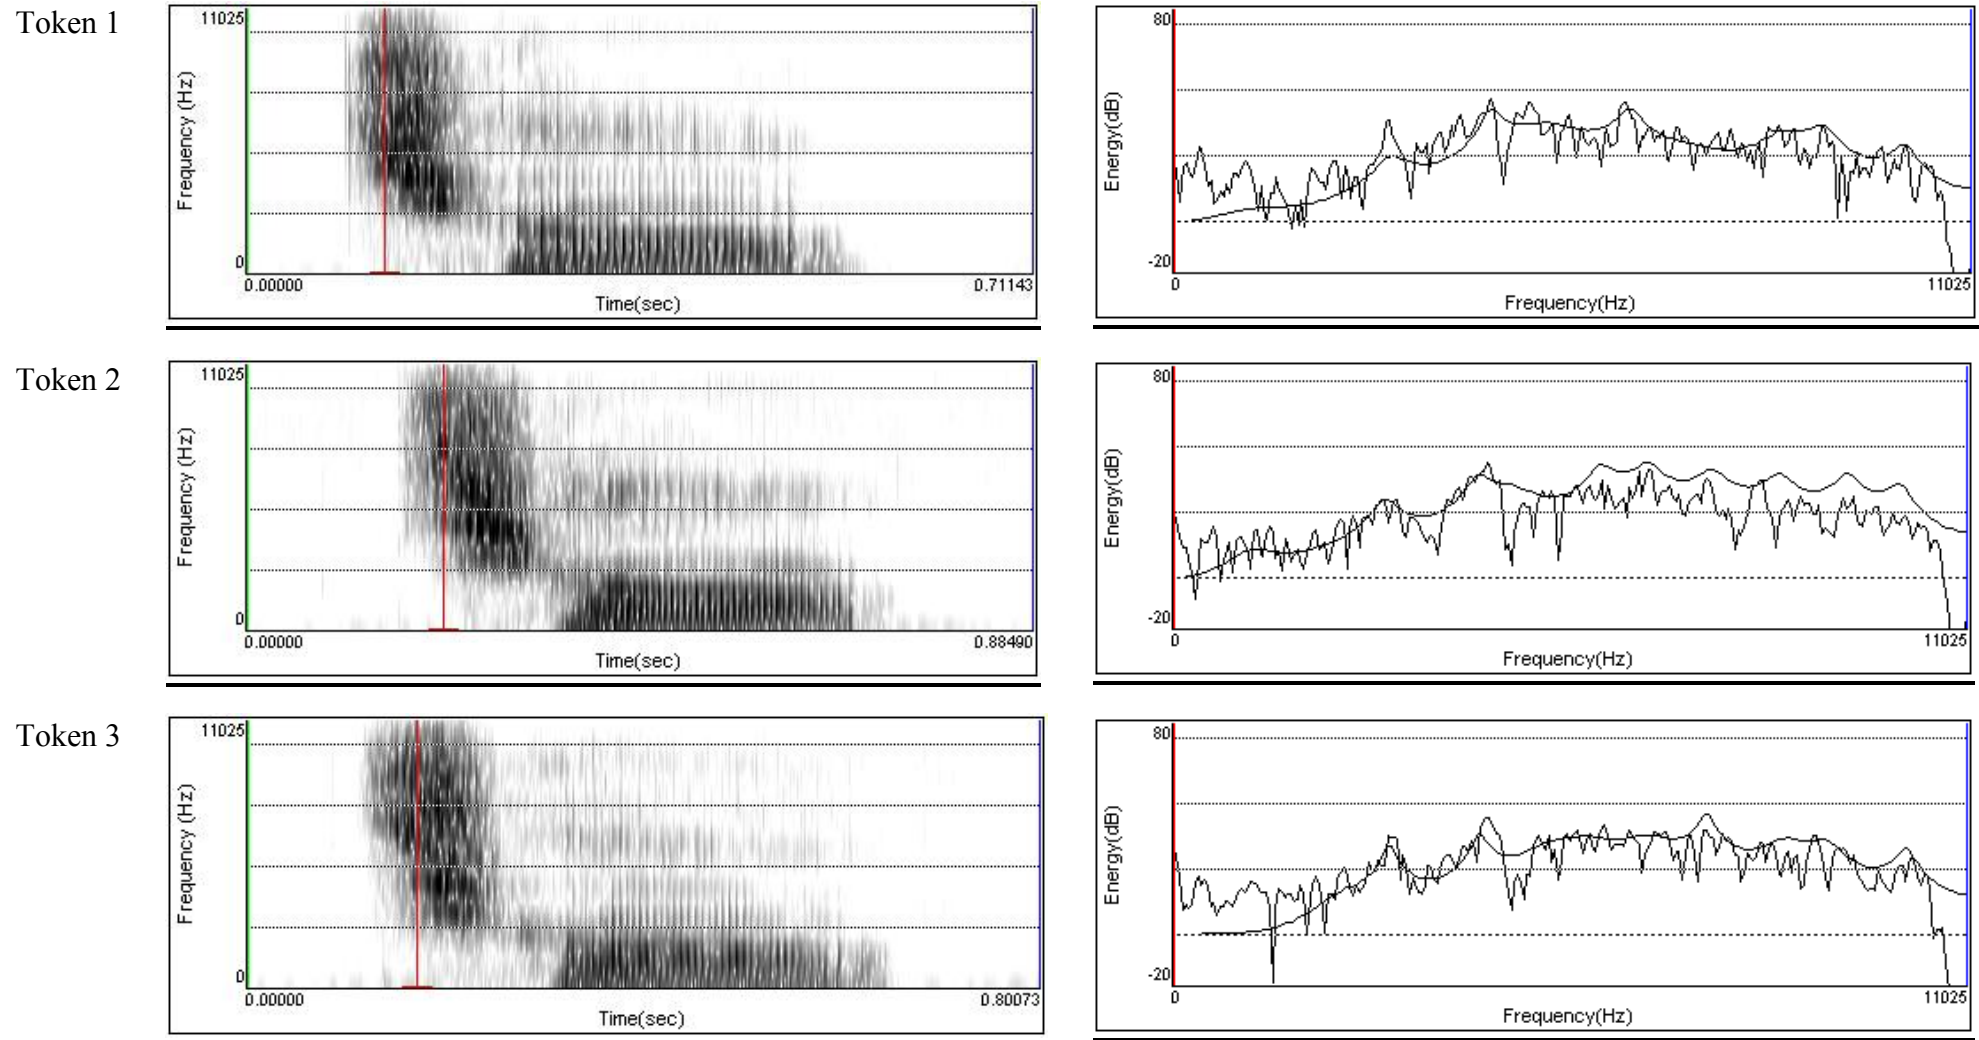 Token 1
11025
Frequency (Hz)
0
0.00000
0.71143
Time(sec)
80
Energy(dB)
-20
0
11025
Frequency(Hz)
Token 2
11025
Frequency (Hz)
0
0.00000
0.88490
Time(sec)
80
Energy(dB)
-20
0
11025
Frequency(Hz)
Token 3
11025
Frequency (Hz)
0
0.00000
0.80073
Time(sec)
80
Energy(dB)
-20
0
11025
Frequency(Hz)